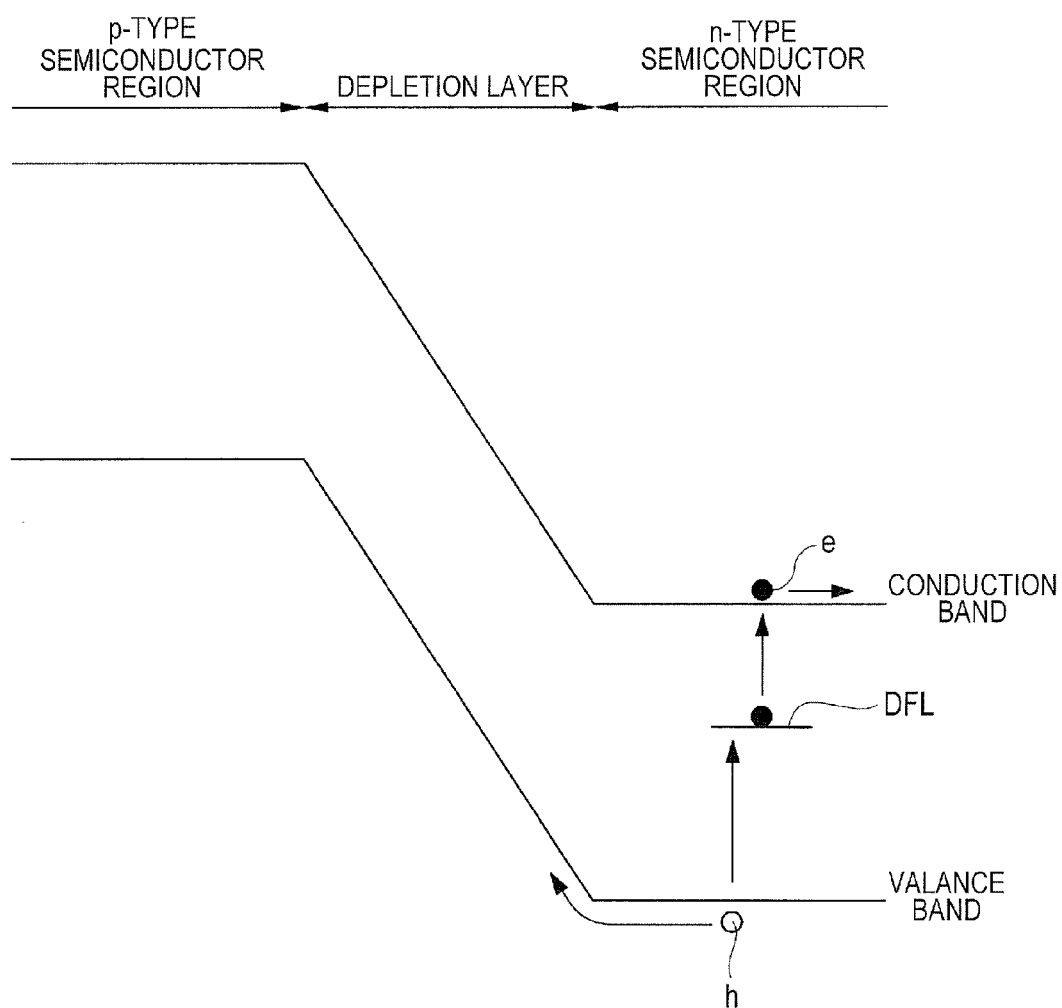 p-TYPE
SEMICONDUCTOR
REGION
DEPLETION LAYER
n-TYPE
SEMICONDUCTOR
REGION
e
CONDUCTION
BAND
DFL
VALANCE
BAND
h